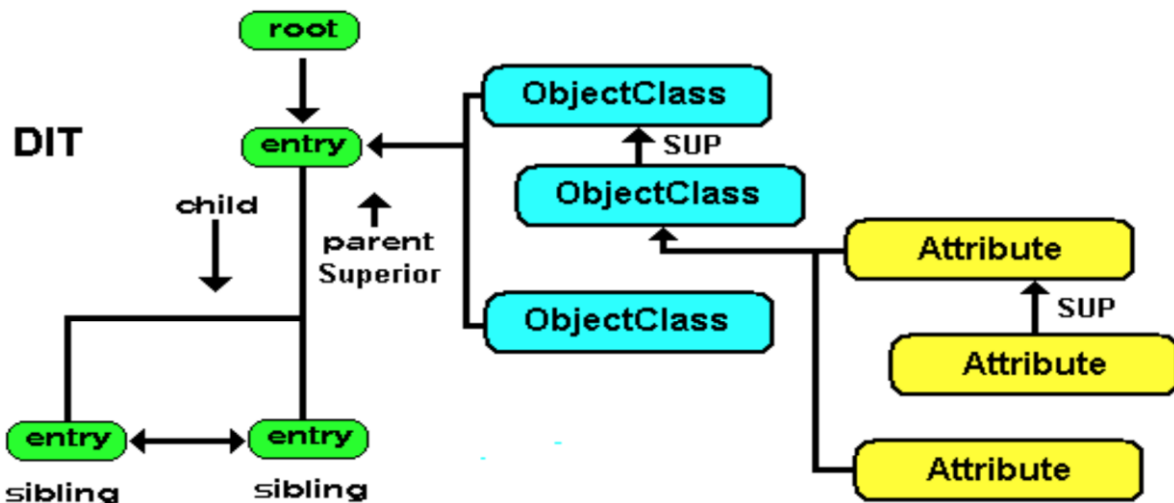 root
ObjectClass
DIT
entry
SUP
ObjectClass
child
parent
Superior
Attribute
ObjectClass
SUP
Attribute
entry
entry
Attribute
sibling
sibling